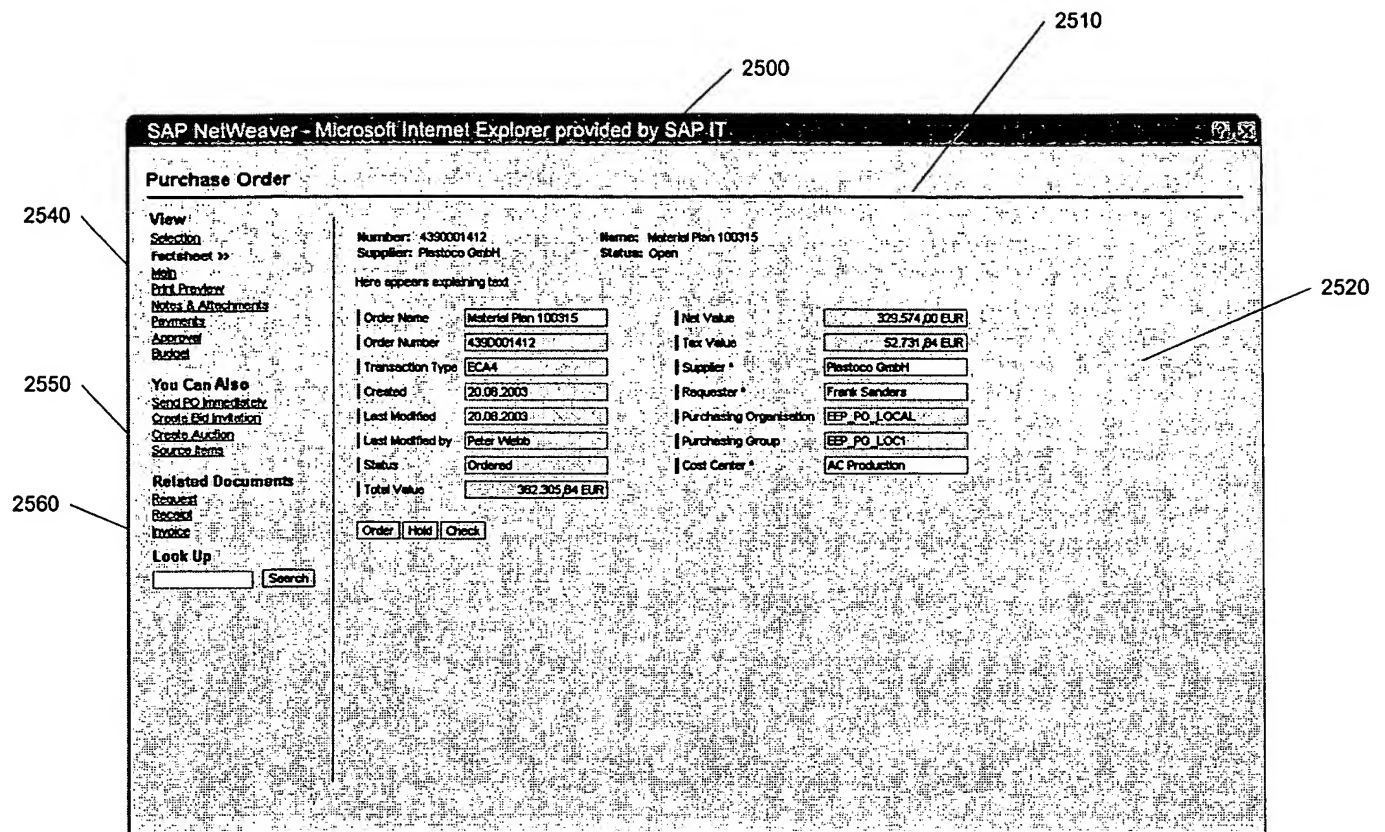 2510
2500
SAP NetWeaver - Microsoft Internet Explorer provided by SAP IT
Purchase Order
2540
View
Selection
Factsheet >>
Main
Print Preview
Notes & Attachments
Payments
Approval
Budget
2550
You Can Also
Send PO Immediately
Create Bid Invitation
Create Auction
Source Items
2560
Related Documents
Request
Receipt
Invoice
Look Up
Search
Number: 4390001412 Name: Material Plan 100315
Supplier: Plastoco GmbH Status: Open
Here appears explaining text
2520
Order Name Material Plan 100315 Net Value 329.574,00 EUR
Order Number 4390001412 Tax Value 52.731,84 EUR
Transaction Type ECA4 Supplier * Plastoco GmbH
Created 20.08.2003 Requester * Frank Sanders
Last Modified 20.08.2003 Purchasing Organisation EEP_PO_LOCAL
Last Modified by Peter Webb Purchasing Group EEP_PG_LOC1
Status Ordered Cost Center * AC Production
Total Value 382.305,84 EUR
Order Hold Check